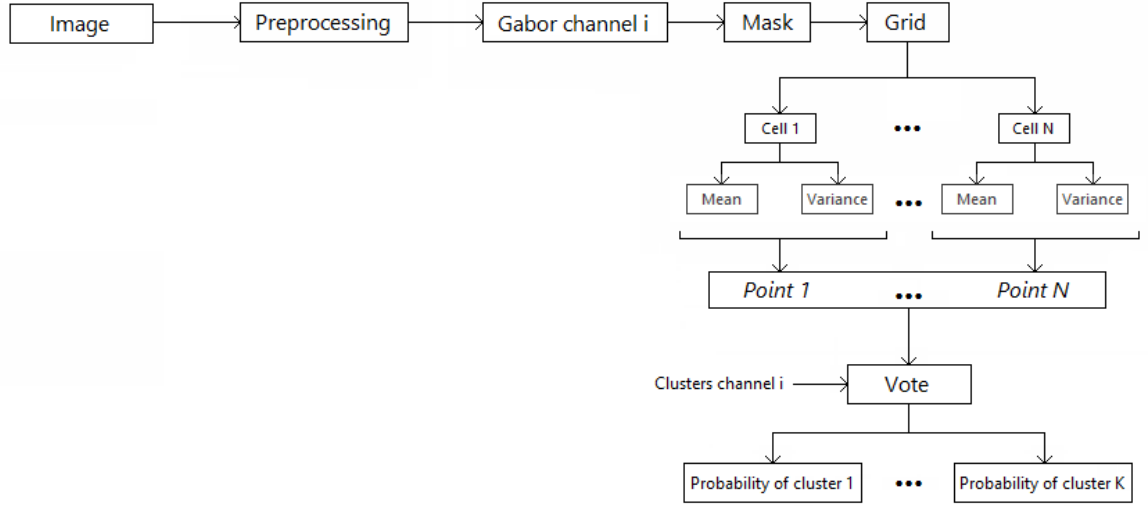 Image
Preprocessing
Gabor channel i
Mask
Grid
Cell 1
•••
Cell N
Mean
Variance
•••
Mean
Variance
Point 1
•••
Point N
Clusters channel i
Vote
Probability of cluster 1
•••
Probability of cluster K